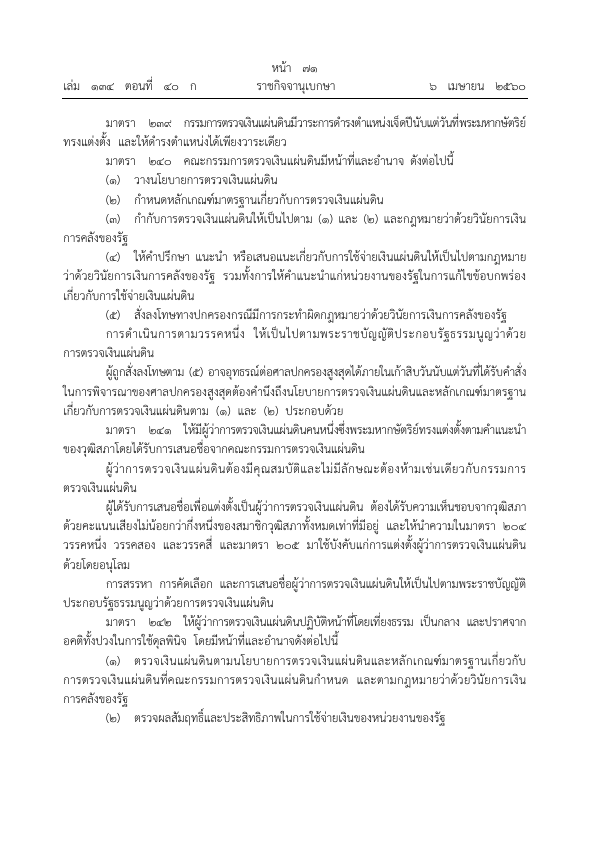 หน้า ๗๑
เล่ม ๑๓๔ ตอนที่ ๔๐ ก ราชกิจจานุเบกษา ๖ เมษายน ๒๕๖๐
มาตรา ๒๓๙ กรรมการตรวจเงินแผ่นดินมีวาระการดำรงตำแหน่งเจ็ดปีนับแต่วันที่พระมหากษัตริย์
ทรงแต่งตั้ง และให้ดำรงตำแหน่งได้เพียงวาระเดียว
มาตรา ๒๔๐ คณะกรรมการตรวจเงินแผ่นดินมีหน้าที่และอำนาจ ดังต่อไปนี้
(๑) วางนโยบายการตรวจเงินแผ่นดิน
(๒) กำหนดหลักเกณฑ์มาตรฐานเกี่ยวกับการตรวจเงินแผ่นดิน
(๓) กำกับการตรวจเงินแผ่นดินให้เป็นไปตาม (๑) และ (๒) และกฎหมายว่าด้วยวินัยการเงิน
การคลังของรัฐ
(๔) ให้คำปรึกษา แนะนำ หรือเสนอแนะเกี่ยวกับการใช้จ่ายเงินแผ่นดินให้เป็นไปตามกฎหมาย
ว่าด้วยวินัยการเงินการคลังของรัฐ รวมทั้งการให้คำแนะนำแก่หน่วยงานของรัฐในการแก้ไขข้อบกพร่อง
เกี่ยวกับการใช้จ่ายเงินแผ่นดิน
(๕) สั่งลงโทษทางปกครองกรณีมีการกระทำผิดกฎหมายว่าด้วยวินัยการเงินการคลังของรัฐ
การดำเนินการตามวรรคหนึ่ง ให้เป็นไปตามพระราชบัญญัติประกอบรัฐธรรมนูญว่าด้วย
การตรวจเงินแผ่นดิน
ผู้ถูกสั่งลงโทษตาม (๕) อาจอุทธรณ์ต่อศาลปกครองสูงสุดได้ภายในเก้าสิบวันนับแต่วันที่ได้รับคำสั่ง
ในการพิจารณาของศาลปกครองสูงสุดต้องคำนึงถึงนโยบายการตรวจเงินแผ่นดินและหลักเกณฑ์มาตรฐาน
เกี่ยวกับการตรวจเงินแผ่นดินตาม (๑) และ (๒) ประกอบด้วย
มาตรา ๒๔๑ ให้มีผู้ว่าการตรวจเงินแผ่นดินคนหนึ่งซึ่งพระมหากษัตริย์ทรงแต่งตั้งตามคำแนะนำ
ของวุฒิสภาโดยได้รับการเสนอชื่อจากคณะกรรมการตรวจเงินแผ่นดิน
ผู้ว่าการตรวจเงินแผ่นดินต้องมีคุณสมบัติและไม่มีลักษณะต้องห้ามเช่นเดียวกับกรรมการ
ตรวจเงินแผ่นดิน
ผู้ได้รับการเสนอชื่อเพื่อแต่งตั้งเป็นผู้ว่าการตรวจเงินแผ่นดิน ต้องได้รับความเห็นชอบจากวุฒิสภา
ด้วยคะแนนเสียงไม่น้อยกว่ากึ่งหนึ่งของสมาชิกวุฒิสภาทั้งหมดเท่าที่มีอยู่ และให้นำความในมาตรา ๒๐๔
วรรคหนึ่ง วรรคสอง และวรรคสี่ และมาตรา ๒๐๕ มาใช้บังคับแก่การแต่งตั้งผู้ว่าการตรวจเงินแผ่นดิน
ด้วยโดยอนุโลม
การสรรหา การคัดเลือก และการเสนอชื่อผู้ว่าการตรวจเงินแผ่นดินให้เป็นไปตามพระราชบัญญัติ
ประกอบรัฐธรรมนูญว่าด้วยการตรวจเงินแผ่นดิน
มาตรา ๒๔๒ ให้ผู้ว่าการตรวจเงินแผ่นดินปฏิบัติหน้าที่โดยเที่ยงธรรม เป็นกลาง และปราศจาก
อคติทั้งปวงในการใช้ดุลพินิจ โดยมีหน้าที่และอำนาจดังต่อไปนี้
(๑) ตรวจเงินแผ่นดินตามนโยบายการตรวจเงินแผ่นดินและหลักเกณฑ์มาตรฐานเกี่ยวกับ
การตรวจเงินแผ่นดินที่คณะกรรมการตรวจเงินแผ่นดินกำหนด และตามกฎหมายว่าด้วยวินัยการเงิน
การคลังของรัฐ
(๒) ตรวจผลสัมฤทธิ์และประสิทธิภาพในการใช้จ่ายเงินของหน่วยงานของรัฐ